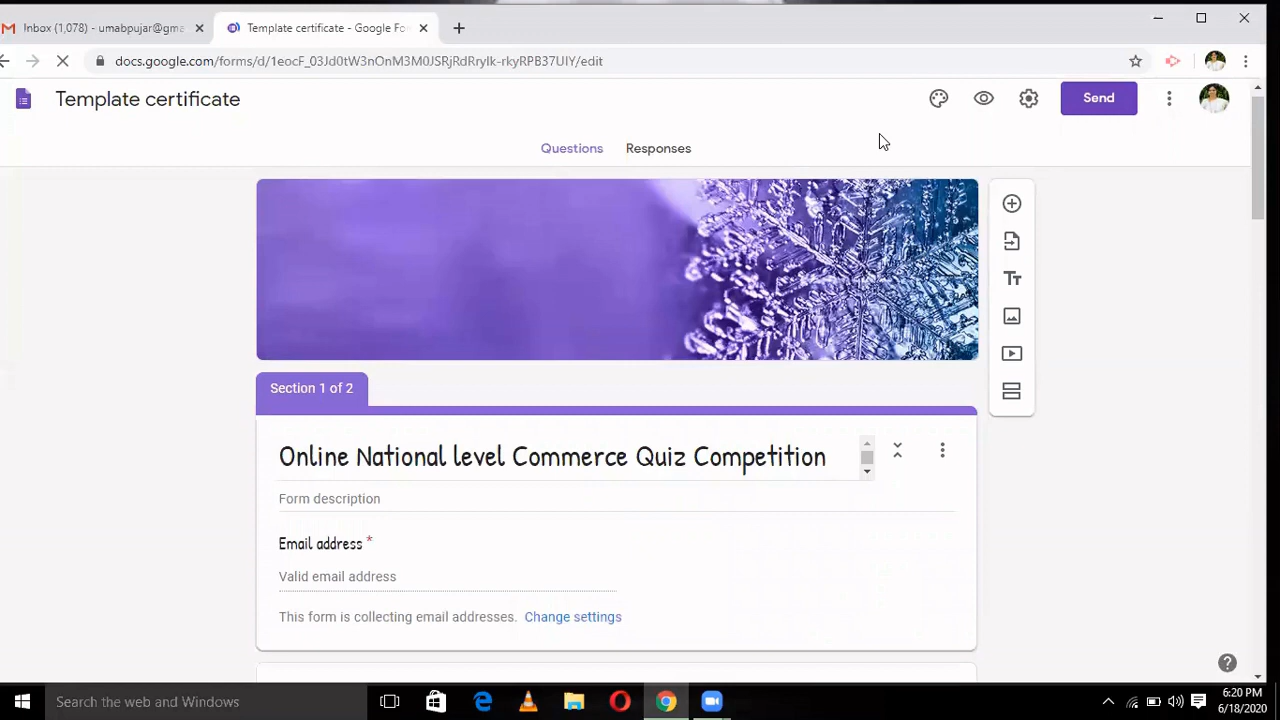 Inbox (1,078) - umabpujar@gma
Template certificate - Google Fo
docs.google.com/forms/d/1eocF_03Jd0tW3nOnM3M0JSRjRdRrylk-rkyRPB37UIY/edit
Template certificate
Send
Questions
Responses
Section 1 of 2
Online National level Commerce Quiz Competition
Form description
Email address *
Valid email address
This form is collecting email addresses. Change settings
Search the web and Windows
6:20 PM
6/18/2020